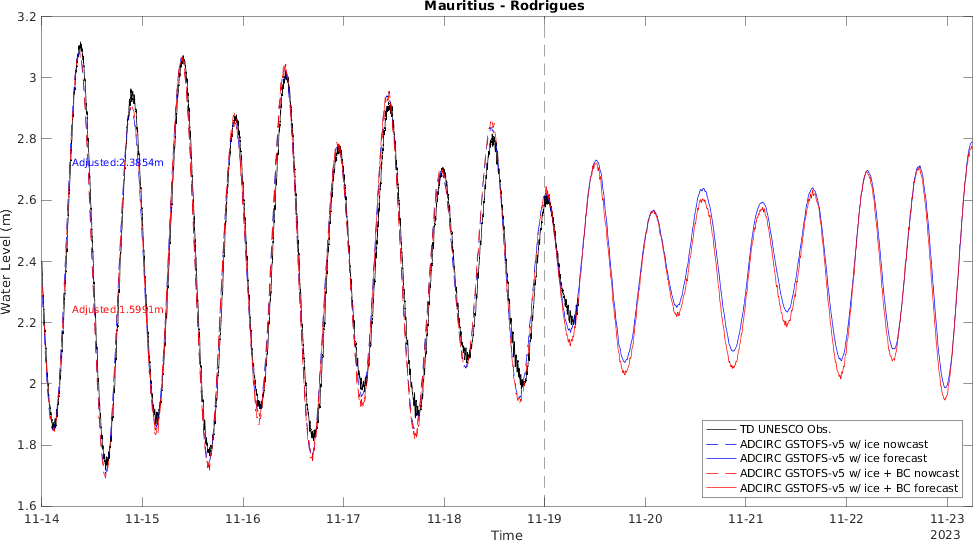 Mauritius - Rodrigues
Water Level (m)
3.2
3
2.8
2.6
2.4
2.2
2
1.8
1.6
Adjusted:2.3854m
Adjusted:1.5991m
TD UNESCO Obs.
ADCIRC GSTOFS-v5 w/ ice nowcast
ADCIRC GSTOFS-v5 w/ ice forecast
ADCIRC GSTOFS-v5 w/ ice + BC nowcast
ADCIRC GSTOFS-v5 w/ ice + BC forecast
11-14 11-15 11-16 11-17 11-18 11-19 11-20 11-21 11-22 11-23
2023
Time